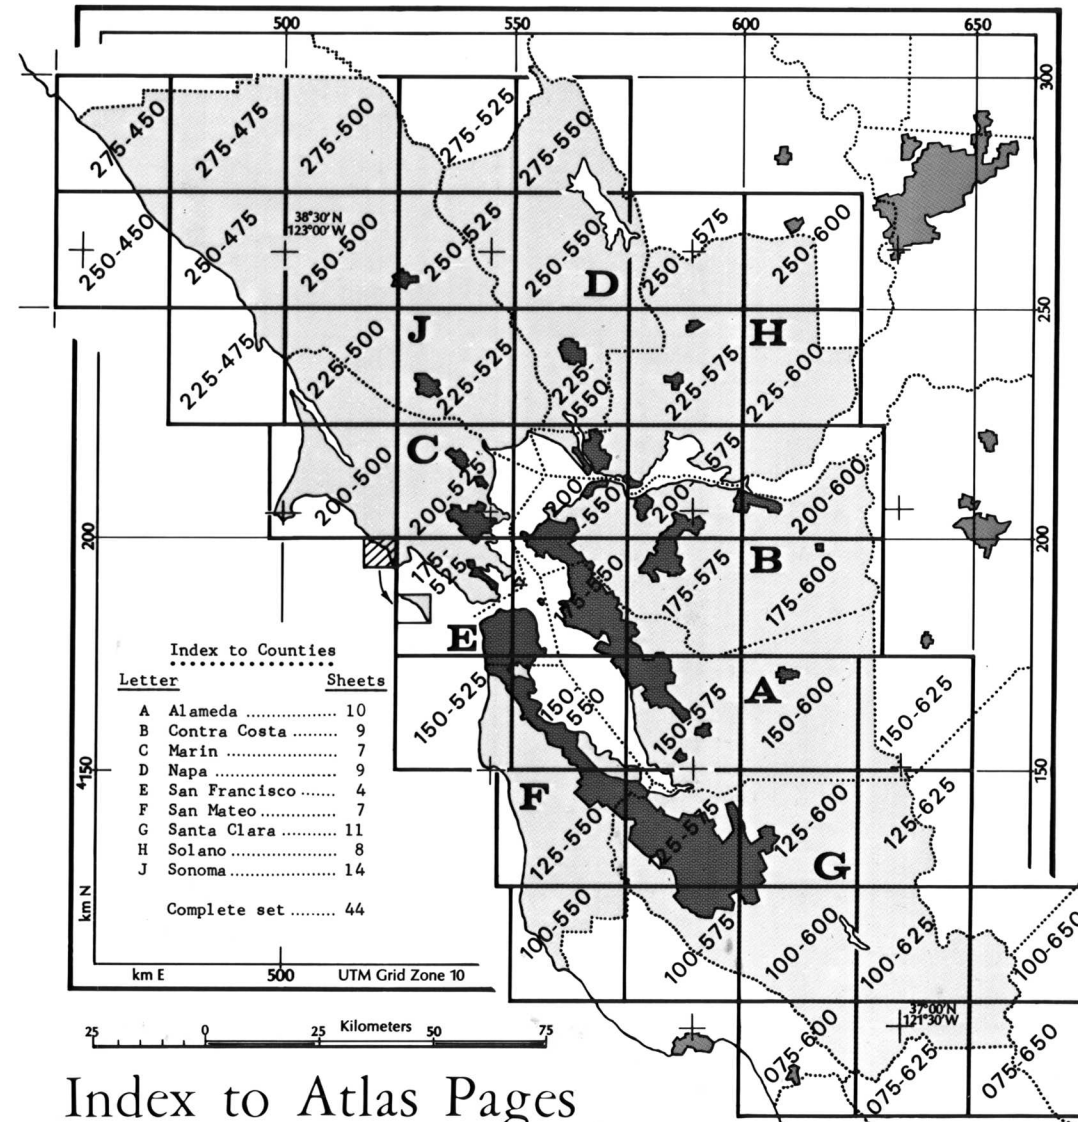 500 550 600 650
300
275-450 275-475 275-500 275-525 275-550
38°30′N
123°00′W
250-450 250-475 250-500 250-525 250-550 250-575 250-600
D
250
J H
225-475 225-500 225-525 225-
550 225-575 225-600
C
200-500 200-525 200
-550 200-
575 200-600
200
B
175-
525 175-550 175-575 175-600
E
A
150-525 150-
550 150-575 150-600 150-625
4150
150
F
125-550 125-575 125-600 125-625
G
100-550 100-575 100-600 100-625 100-650
37°00′N
121°30′W
075-600 075-625 075-650
Index to Counties
Letter Sheets
A Alameda ................. 10
B Contra Costa ........ 9
C Marin .................... 7
D Napa ...................... 9
E San Francisco ...... 4
F San Mateo .............. 7
G Santa Clara .......... 11
H Solano ................... 8
J Sonoma ................... 14
Complete set ........ 44
km N
km E 500 UTM Grid Zone 10
25 0 25 Kilometers 50 75
Index to Atlas Pages